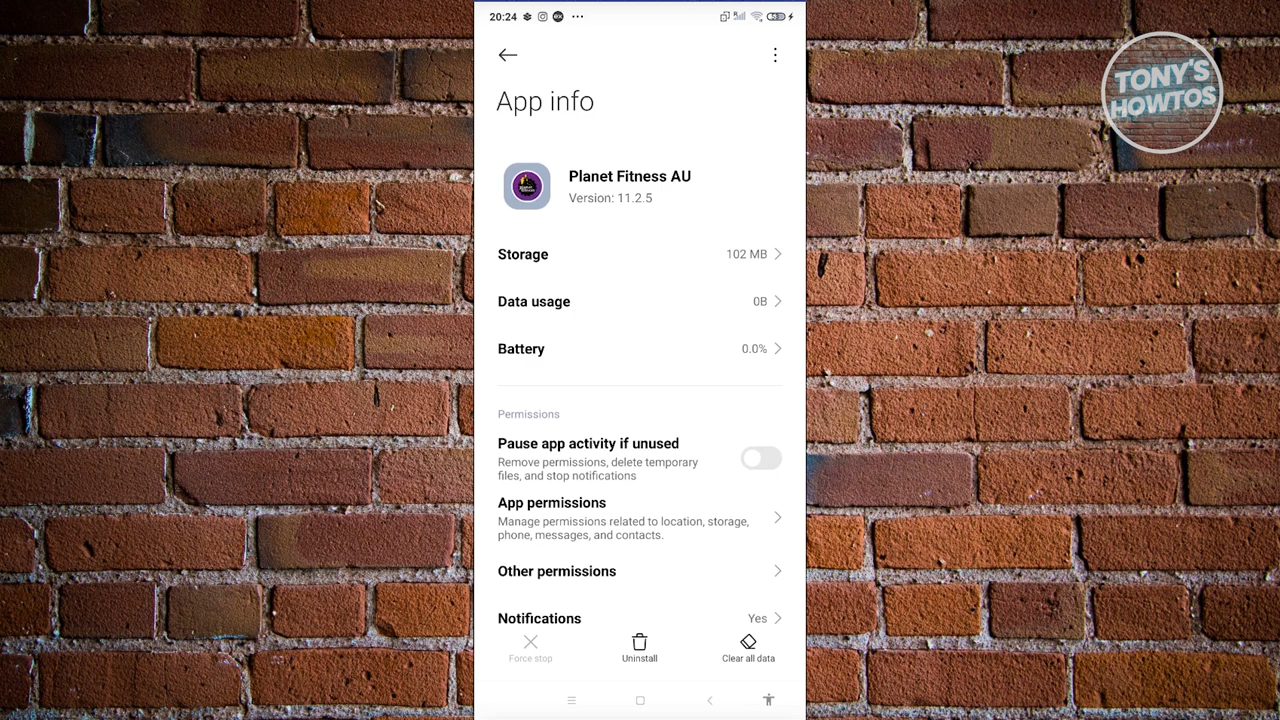 20:24
TONY'S
HOWTOS
App info
Planet Fitness AU
Version: 11.2.5
Storage 102 MB
Data usage 0B
Battery 0.0%
Permissions
Pause app activity if unused
Remove permissions, delete temporary
files, and stop notifications
App permissions
Manage permissions related to location, storage,
phone, messages, and contacts.
Other permissions
Notifications Yes
Force stop Uninstall Clear all data